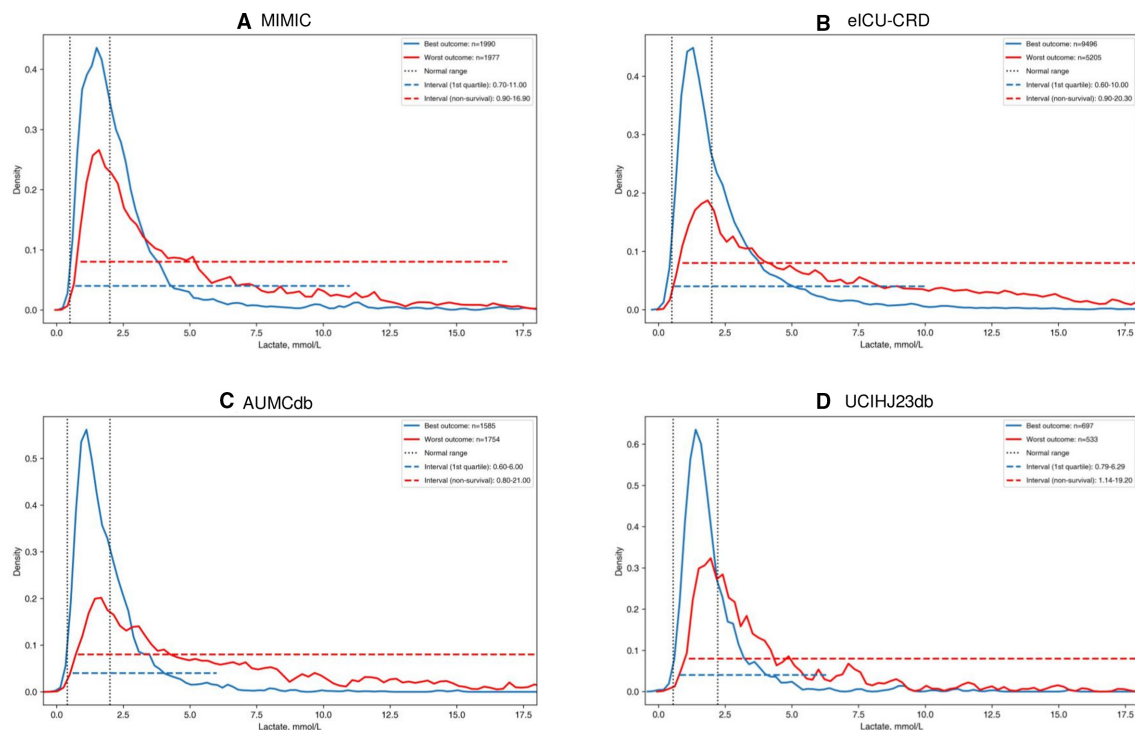 A MIMIC
Best outcome: n=1990
Worst outcome: n=1977
Normal range
Interval (1st quartile): 0.70-11.00
Interval (non-survival): 0.90-16.90
Density
0.4
0.3
0.2
0.1
0.0
0.0 2.5 5.0 7.5 10.0 12.5 15.0 17.5
Lactate, mmol/L
B eICU-CRD
Best outcome: n=9496
Worst outcome: n=5205
Normal range
Interval (1st quartile): 0.60-10.00
Interval (non-survival): 0.90-20.30
Density
0.4
0.3
0.2
0.1
0.0
0.0 2.5 5.0 7.5 10.0 12.5 15.0 17.5
Lactate, mmol/L
C AUMCdb
Best outcome: n=1585
Worst outcome: n=1754
Normal range
Interval (1st quartile): 0.60-6.00
Interval (non-survival): 0.80-21.00
Density
0.5
0.4
0.3
0.2
0.1
0.0
0.0 2.5 5.0 7.5 10.0 12.5 15.0 17.5
Lactate, mmol/L
D UCIHJ23db
Best outcome: n=697
Worst outcome: n=533
Normal range
Interval (1st quartile): 0.79-6.29
Interval (non-survival): 1.14-19.20
Density
0.6
0.5
0.4
0.3
0.2
0.1
0.0
0.0 2.5 5.0 7.5 10.0 12.5 15.0 17.5
Lactate, mmol/L